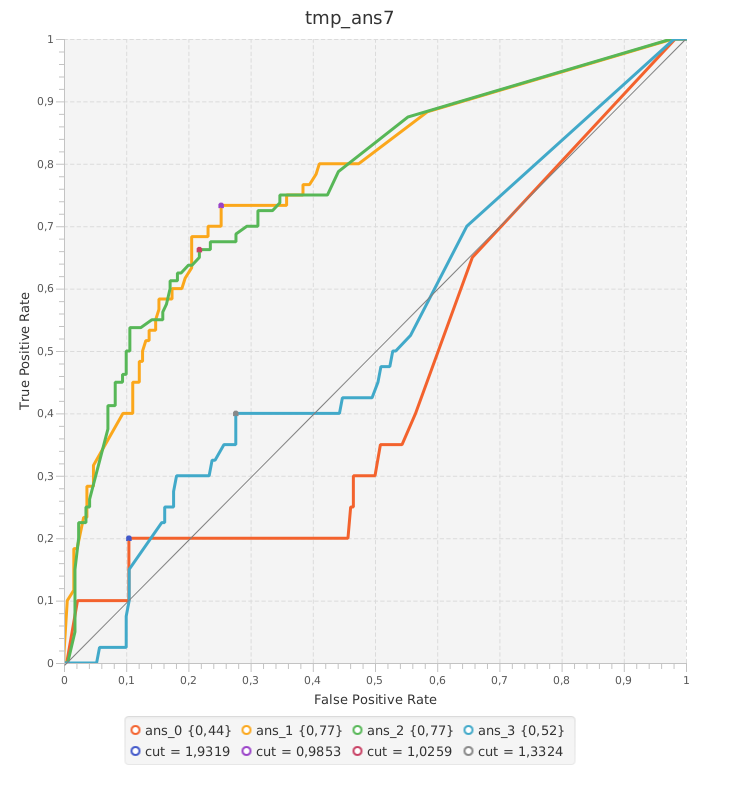 tmp_ans7
1
0,9
0,8
0,7
0,6
0,5
0,4
0,3
0,2
0,1
0
True Positive Rate
0 0,1 0,2 0,3 0,4 0,5 0,6 0,7 0,8 0,9 1
False Positive Rate
ans_0 {0,44} ans_1 {0,77} ans_2 {0,77} ans_3 {0,52}
cut = 1,9319 cut = 0,9853 cut = 1,0259 cut = 1,3324